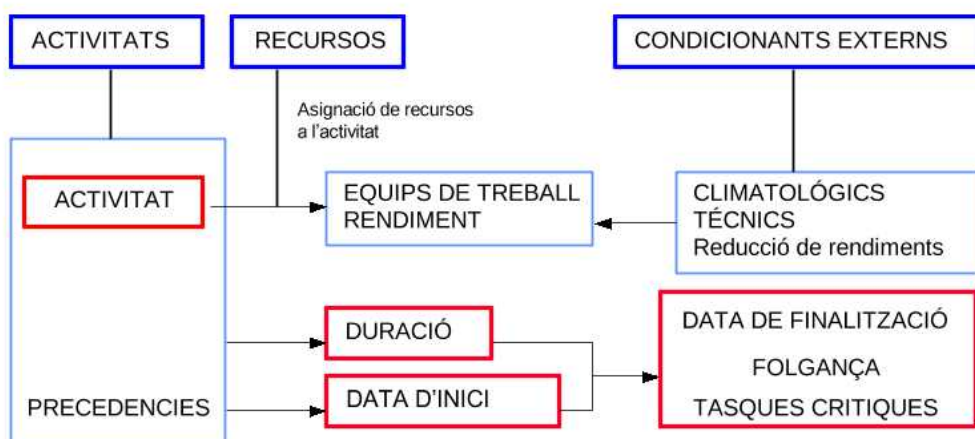 ACTIVITATS
RECURSOS
CONDICIONANTS EXTERNS
Asignació de recursos
a l'activitat
ACTIVITAT
EQUIPS DE TREBALL
RENDIMENT
CLIMATOLÓGICS
TÉCNICS
Reducció de rendiments
DURACIÓ
DATA DE FINALITZACIÓ
FOLGANÇA
PRECEDENCIES
DATA D'INICI
TASQUES CRITIQUES